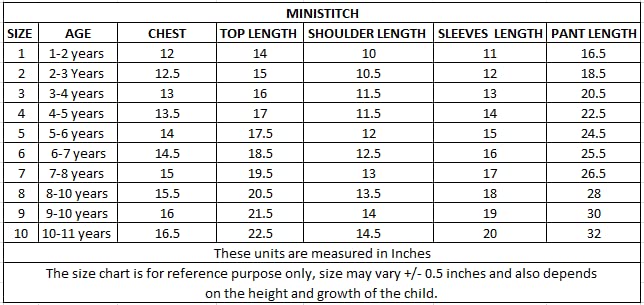 MINISTITCH
SIZE AGE CHEST TOP LENGTH SHOULDER LENGTH SLEEVES LENGTH PANT LENGTH
1 1-2 years 12 14 10 11 16.5
2 2-3 Years 12.5 15 10.5 12 18.5
3 3-4 years 13 16 11.5 13 20.5
4 4-5 years 13.5 17 11.5 14 22.5
5 5-6 years 14 17.5 12 15 24.5
6 6-7 years 14.5 18.5 12.5 16 25.5
7 7-8 years 15 19.5 13 17 26.5
8 8-10 years 15.5 20.5 13.5 18 28
9 9-10 years 16 21.5 14 19 30
10 10-11 years 16.5 22.5 14.5 20 32
These units are measured in Inches
The size chart is for reference purpose only, size may vary +/- 0.5 inches and also depends
on the height and growth of the child.